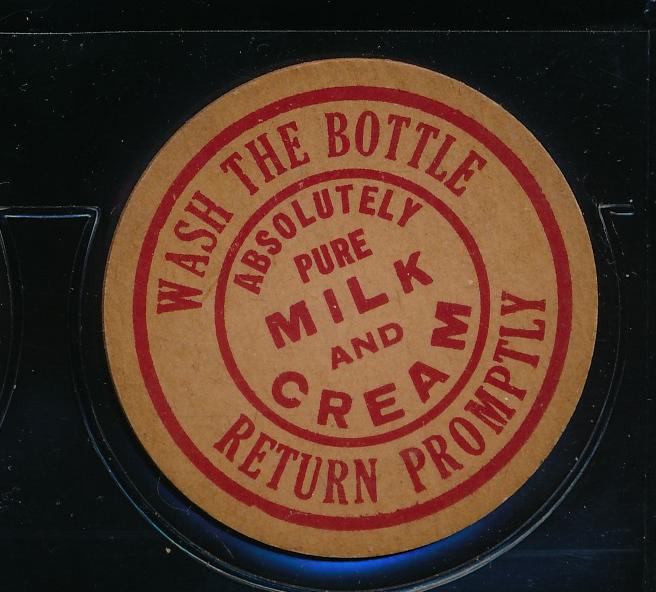 WASH THE BOTTLE
ABSOLUTELY
PURE
MILK
AND
CREAM
RETURN PROMPTLY